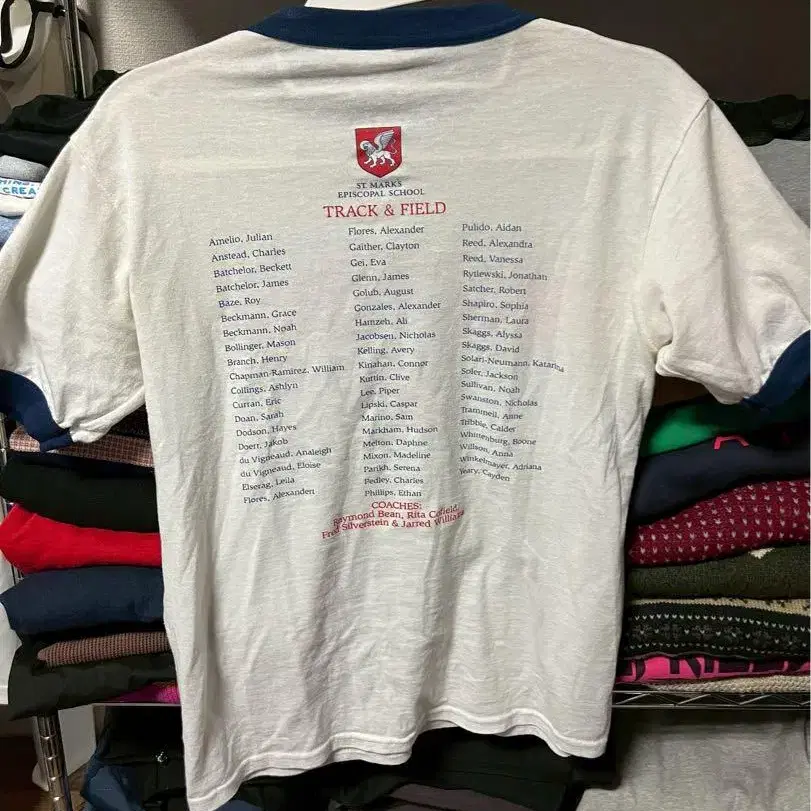 ST. MARKS
EPISCOPAL SCHOOL
TRACK & FIELD
Amelio, Julian
Anstead, Charles
Batchelor, Beckett
Batchelor, James
Baze, Roy
Beckmann, Grace
Beckmann, Noah
Bollinger, Mason
Branch, Henry
Chapman-Ramirez, William
Collings, Ashlyn
Curran, Eric
Doan, Sarah
Dodson, Hayes
Doerr, Jakob
du Vigneaud, Analeigh
du Vigneaud, Eloise
Elserag, Leila
Flores, Alexander
Flores, Alexander
Gaither, Clayton
Gei, Eva
Glenn, James
Golub, August
Gonzales, Alexander
Hamzeh, Ali
Jacobsen, Nicholas
Kelling, Avery
Kinahan, Connor
Kurtin, Clive
Lee, Piper
Lipski, Caspar
Marino, Sam
Markham, Hudson
Melton, Daphne
Mixon, Madeline
Parikh, Serena
Pedley, Charles
Phillips, Ethan
Pulido, Aidan
Reed, Alexandra
Reed, Vanessa
Rytlewski, Jonathan
Satcher, Robert
Shapiro, Sophia
Sherman, Laura
Skaggs, Alyssa
Skaggs, David
Solari-Neumann, Katarina
Soler, Jackson
Sullivan, Noah
Swanston, Nicholas
Trammell, Anne
Tribble, Calder
Whittenburg, Boone
Willson, Anna
Winkelmayer, Adriana
Yeary, Cayden
COACHES:
Raymond Bean, Rita Cofield,
Fred Silverstein & Jarred Williams
CREA